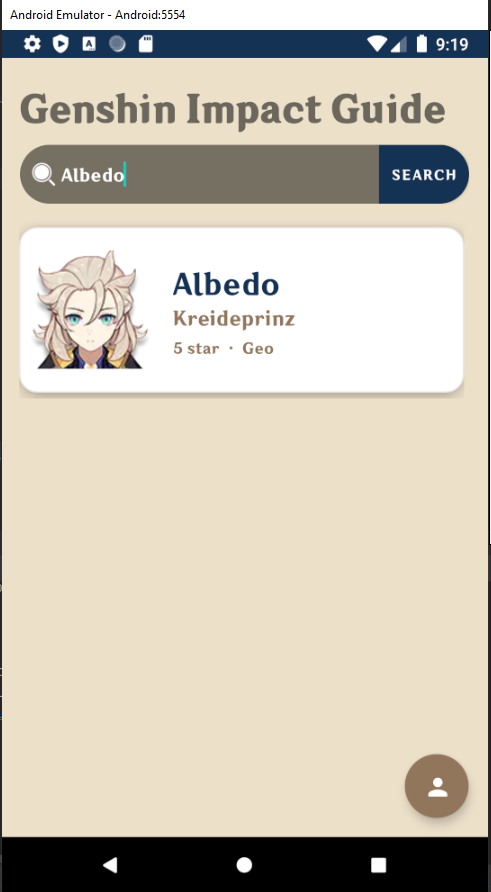 Android Emulator - Android:5554
9:19
Genshin Impact Guide
Albedo
SEARCH
Albedo
Kreideprinz
5 star · Geo